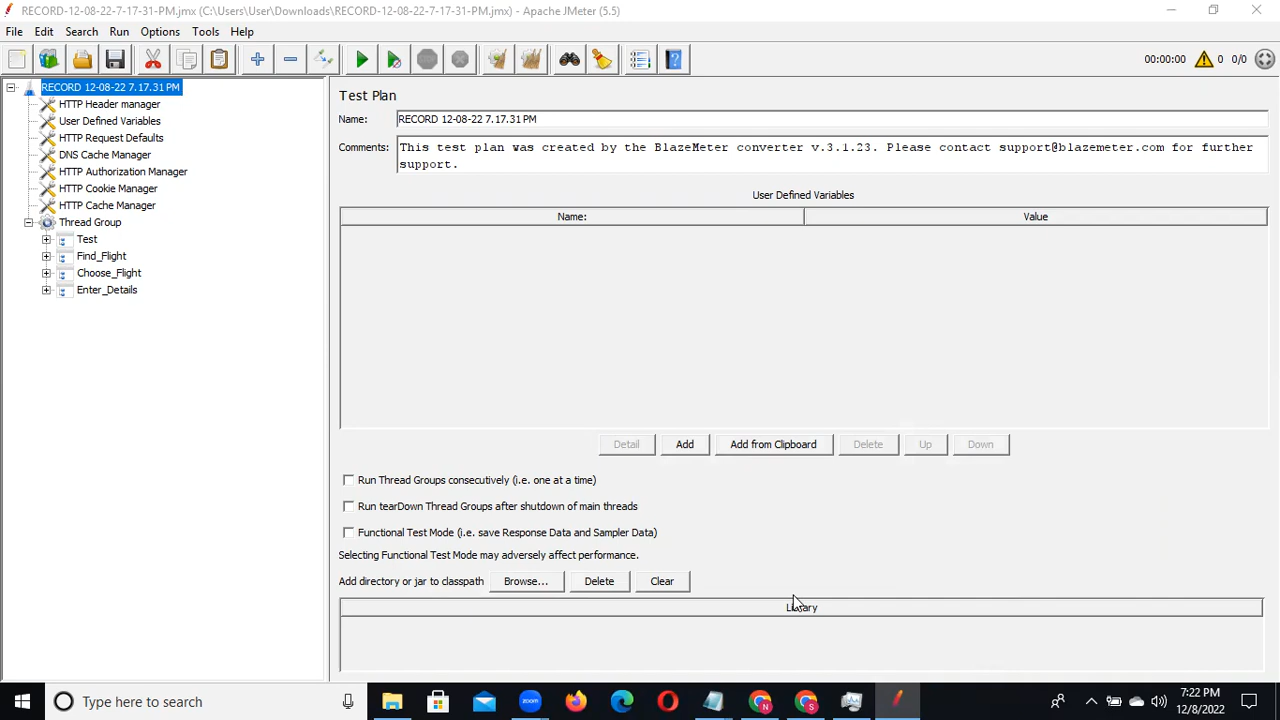 RECORD-12-08-22-7-17-31-PM.jmx (C:\Users\User\Downloads\RECORD-12-08-22-7-17-31-PM.jmx) - Apache JMeter (5.5)
File Edit Search Run Options Tools Help
00:00:00 0 0/0
RECORD 12-08-22 7.17.31 PM
HTTP Header manager
User Defined Variables
HTTP Request Defaults
DNS Cache Manager
HTTP Authorization Manager
HTTP Cookie Manager
HTTP Cache Manager
Thread Group
Test
Find_Flight
Choose_Flight
Enter_Details
Test Plan
Name: RECORD 12-08-22 7.17.31 PM
Comments: This test plan was created by the BlazeMeter converter v.3.1.23. Please contact support@blazemeter.com for further
support.
User Defined Variables
Name: Value
Detail Add Add from Clipboard Delete Up Down
Run Thread Groups consecutively (i.e. one at a time)
Run tearDown Thread Groups after shutdown of main threads
Functional Test Mode (i.e. save Response Data and Sampler Data)
Selecting Functional Test Mode may adversely affect performance.
Add directory or jar to classpath Browse... Delete Clear
Library
Type here to search
zoom
N
S
7:22 PM
12/8/2022